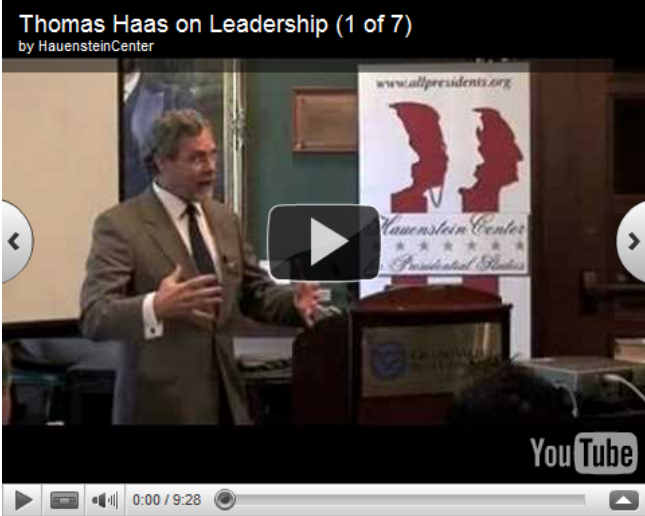 Thomas Haas on Leadership (1 of 7)
by HauensteinCenter
www.allpresidents.org
Hauenstein Center
for Presidential Studies
YouTube
0:00 / 9:28